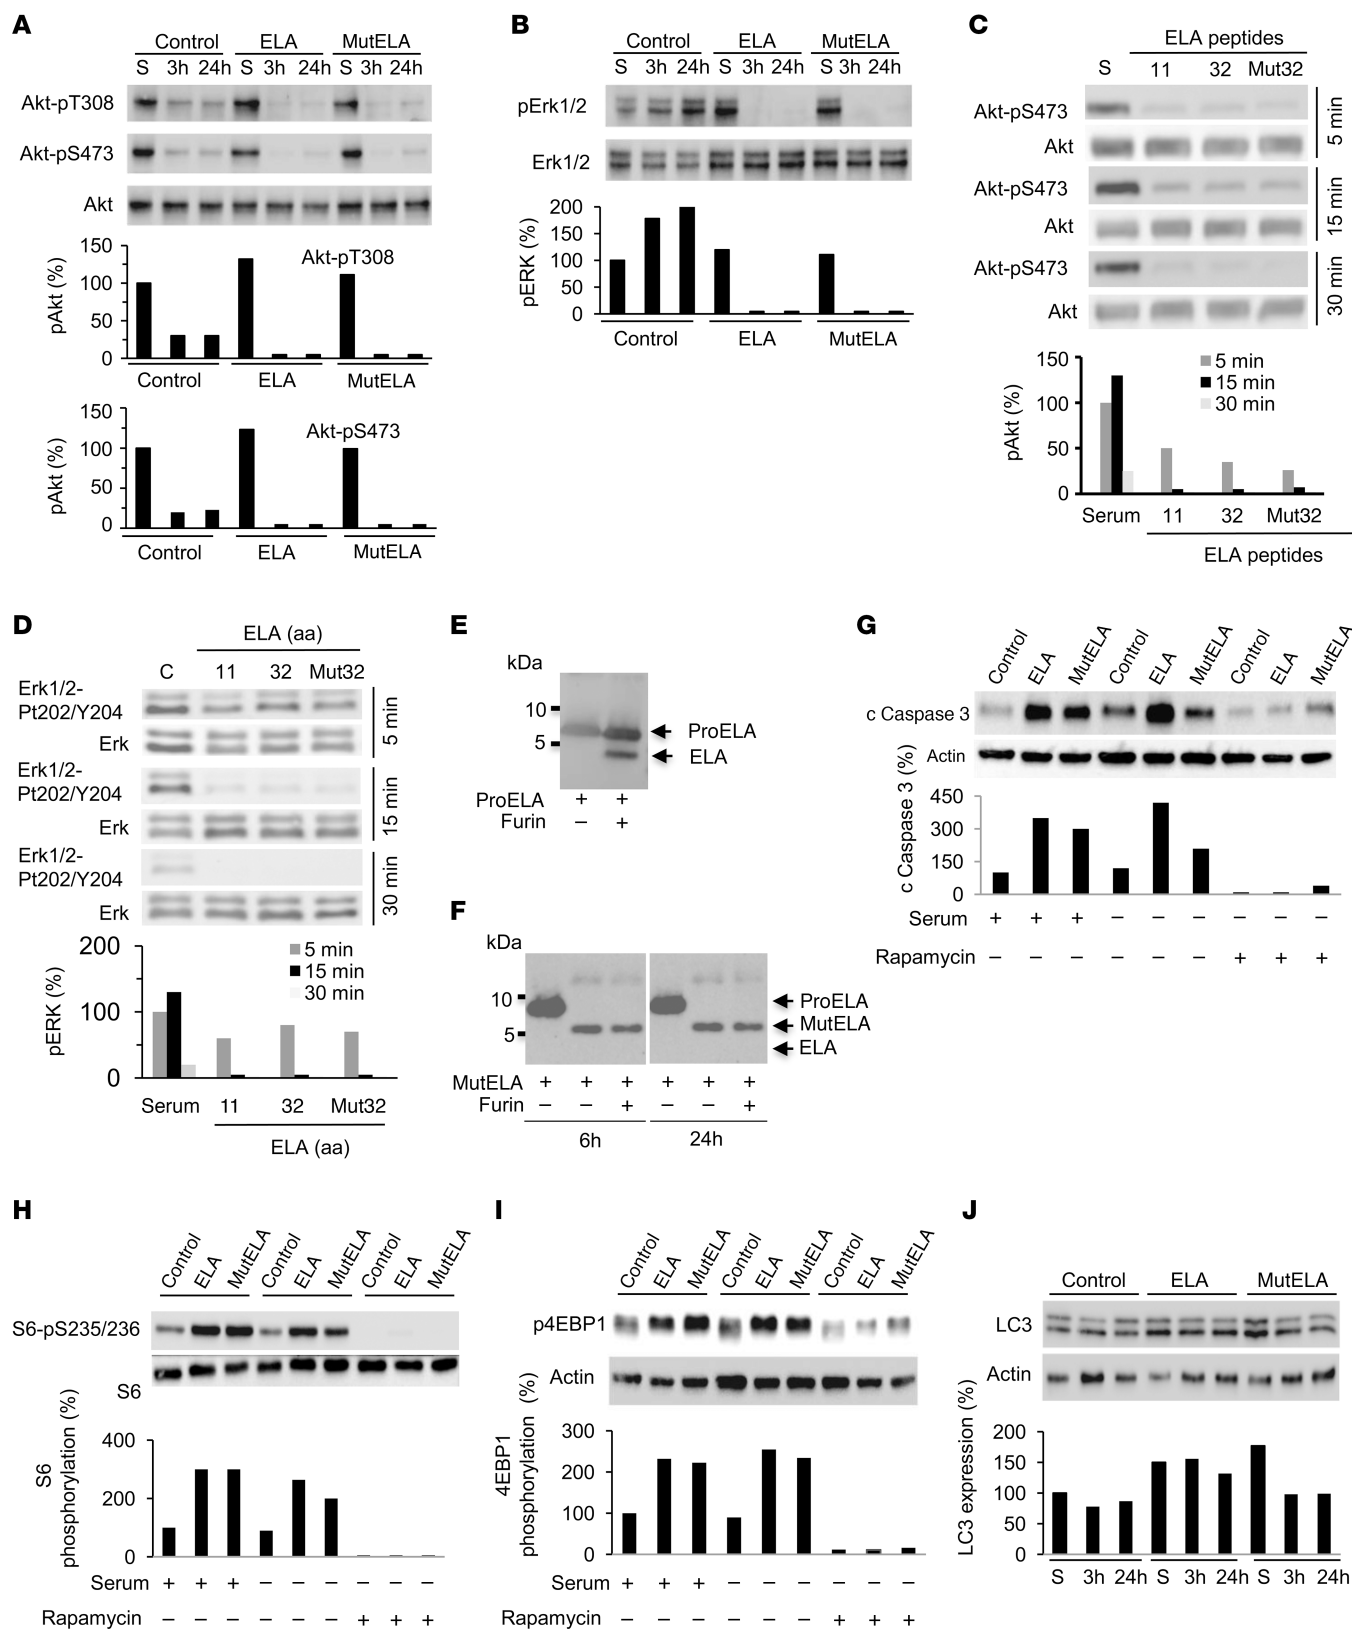 A
Control ELA MutELA
S 3h 24h S 3h 24h S 3h 24h
Akt-pT308
Akt-pS473
Akt
150
100
50
0
pAkt (%)
Akt-pT308
Control ELA MutELA
150
100
50
0
pAkt (%)
Akt-pS473
Control ELA MutELA
B
Control ELA MutELA
S 3h 24h S 3h 24h S 3h 24h
pErk1/2
Erk1/2
200
150
100
50
0
pERK (%)
Control ELA MutELA
C
ELA peptides
S 11 32 Mut32
Akt-pS473
Akt
5 min
Akt-pS473
Akt
15 min
Akt-pS473
Akt
30 min
150
100
50
0
pAkt (%)
5 min
15 min
30 min
Serum 11 32 Mut32
ELA peptides
D
ELA (aa)
C 11 32 Mut32
Erk1/2-
Pt202/Y204
Erk
5 min
Erk1/2-
Pt202/Y204
Erk
15 min
Erk1/2-
Pt202/Y204
Erk
30 min
200
100
0
pERK (%)
5 min
15 min
30 min
Serum 11 32 Mut32
ELA (aa)
E
kDa
10
5
ProELA
ELA
ProELA + +
Furin – +
F
kDa
10
5
ProELA
MutELA
ELA
MutELA + + + + + +
Furin – – + – – +
6h 24h
G
Control ELA MutELA Control ELA MutELA Control ELA MutELA
c Caspase 3
Actin
450
300
150
0
c Caspase 3 (%)
Serum + + + – – – – – –
Rapamycin – – – – – – + + +
H
Control ELA MutELA Control ELA MutELA Control ELA MutELA
S6-pS235/236
S6
400
200
0
S6
phosphorylation (%)
Serum + + + – – – – – –
Rapamycin – – – – – – + + +
I
Control ELA MutELA Control ELA MutELA Control ELA MutELA
p4EBP1
Actin
300
200
100
0
4EBP1
phosphorylation (%)
Serum + + + – – – – – –
Rapamycin – – – – – – + + +
J
Control ELA MutELA
LC3
Actin
200
150
100
50
0
LC3 expression (%)
S 3h 24h S 3h 24h S 3h 24h